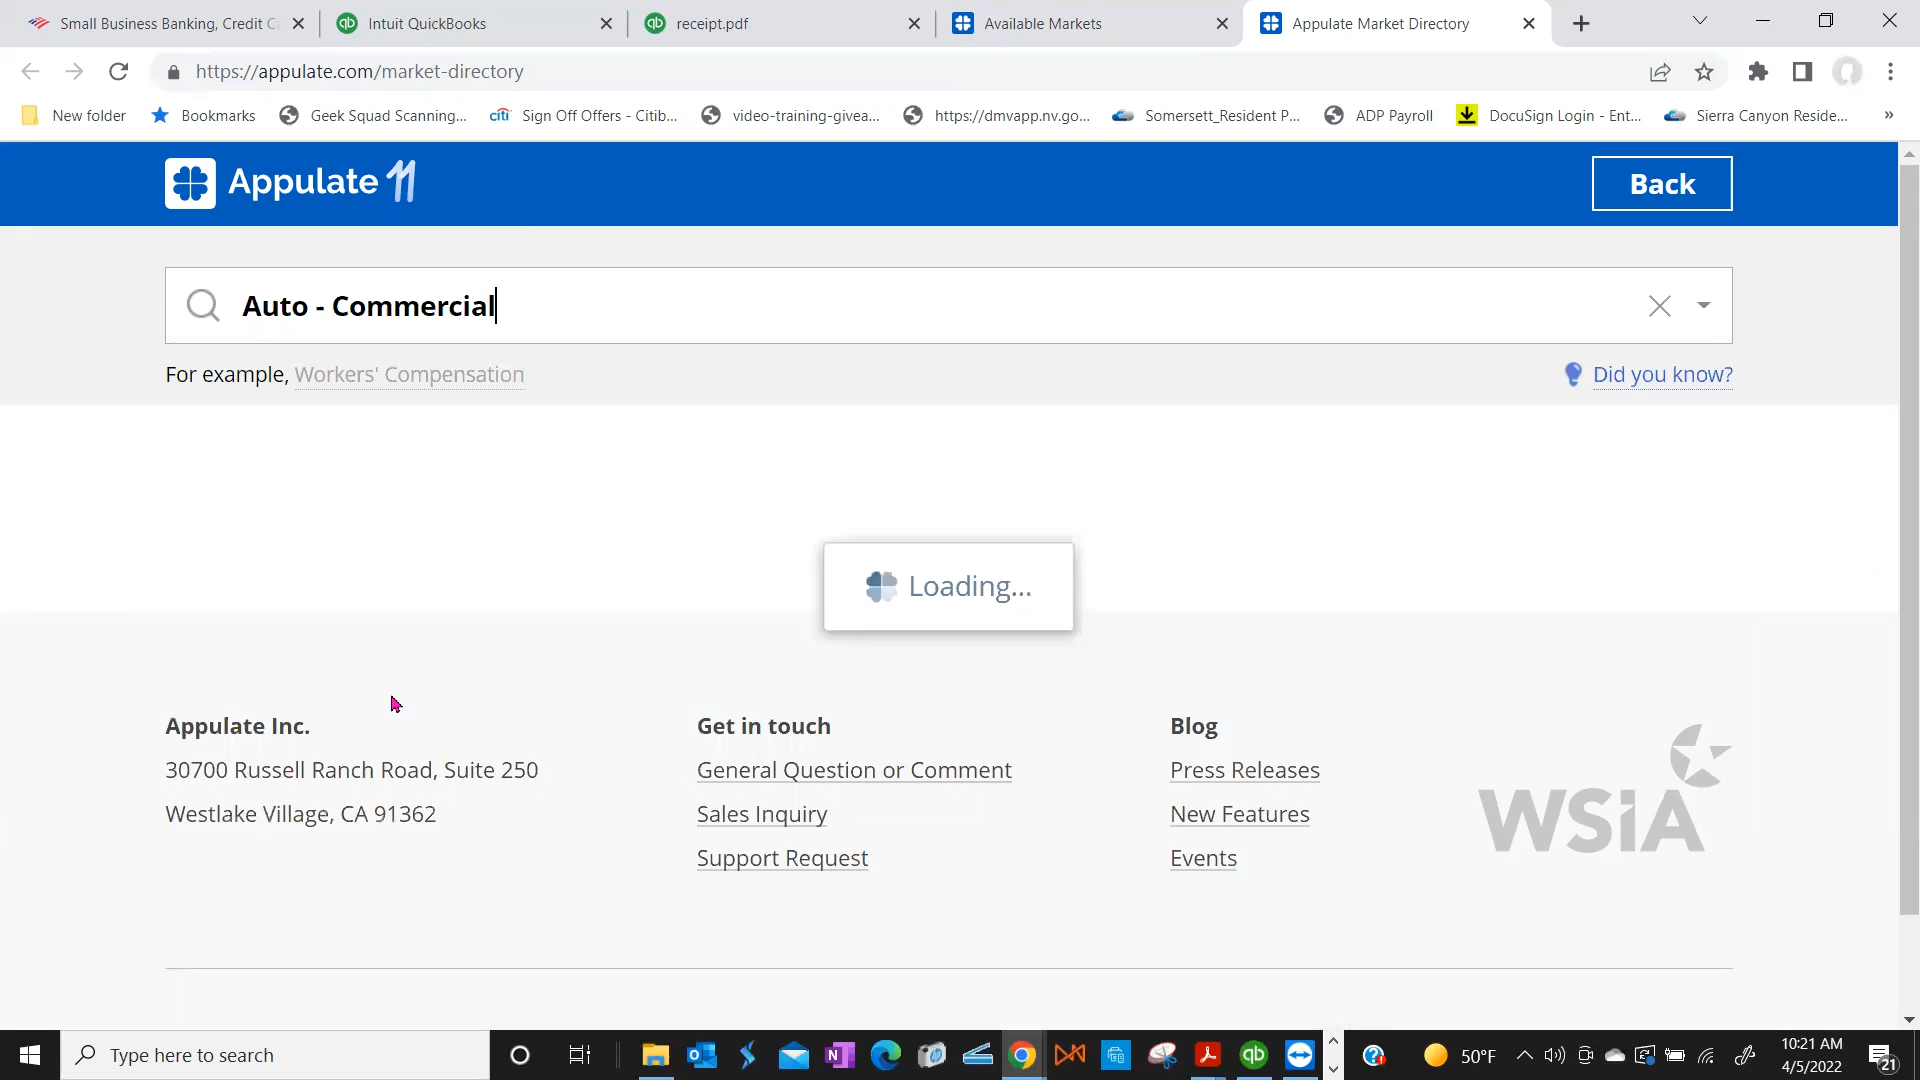 Small Business Banking, Credit Ca
Intuit QuickBooks
receipt.pdf
Available Markets
Appulate Market Directory
https://appulate.com/market-directory
New folder
Bookmarks
Geek Squad Scanning...
citi
Sign Off Offers - Citib...
video-training-givea...
https://dmvapp.nv.go...
Somersett_Resident P...
ADP Payroll
DocuSign Login - Ent...
Sierra Canyon Reside...
»
Appulate 11
Back
Auto - Commercial
For example, Workers' Compensation
Did you know?
Loading...
Appulate Inc.
30700 Russell Ranch Road, Suite 250
Westlake Village, CA 91362
Get in touch
General Question or Comment
Sales Inquiry
Support Request
Blog
Press Releases
New Features
Events
WSiA
Type here to search
50°F
10:21 AM
4/5/2022
21